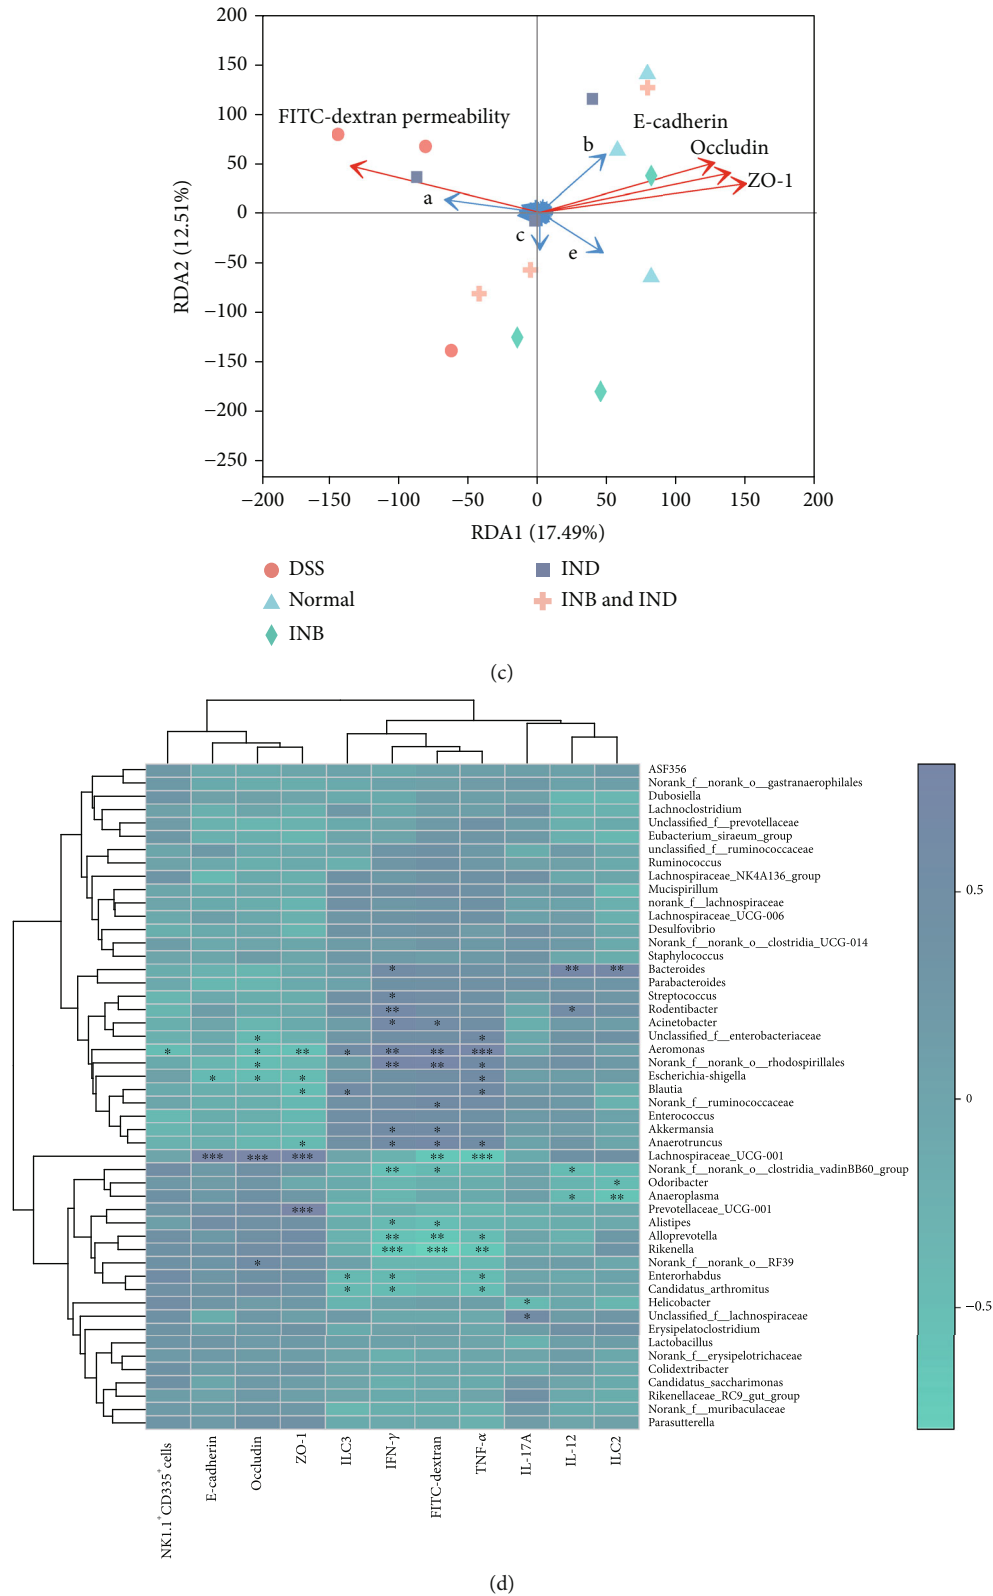 200
150
100
50
0
−50
−100
−150
−200
−250
RDA2 (12.51%)
FITC-dextran permeability
E-cadherin
Occludin
ZO-1
a
b
c
e
−200 −150 −100 −50 0 50 100 150 200
RDA1 (17.49%)
DSS
IND
Normal
INB and IND
INB
(c)
ASF356
Norank_f__norank_o__gastranaerophilales
Dubosiella
Lachnoclostridium
Unclassified_f__prevotellaceae
Eubacterium_siraeum_group
unclassified_f__ruminococcaceae
Ruminococcus
Lachnospiraceae_NK4A136_group
Mucispirillum
norank_f__lachnospiraceae
Lachnospiraceae_UCG-006
Desulfovibrio
Norank_f__norank_o__clostridia_UCG-014
Staphylococcus
* ** ** Bacteroides
Parabacteroides
* Streptococcus
** * Rodentibacter
* * Acinetobacter
* * Unclassified_f__enterobacteriaceae
* * ** * ** ** *** Aeromonas
* ** ** * Norank_f__norank_o__rhodospirillales
* * * * Escherichia-shigella
* * * Blautia
* Norank_f__ruminococcaceae
Enterococcus
* * Akkermansia
* * * * Anaerotruncus
*** *** *** ** *** Lachnospiraceae_UCG-001
** * * Norank_f__norank_o__clostridia_vadinBB60_group
* Odoribacter
* ** Anaeroplasma
*** Prevotellaceae_UCG-001
* * Alistipes
** ** * Alloprevotella
*** *** ** Rikenella
* Norank_f__norank_o__RF39
* * * Enterorhabdus
* * * Candidatus_arthromitus
* Helicobacter
* Unclassified_f__lachnospiraceae
Erysipelatoclostridium
Lactobacillus
Norank_f__erysipelotrichaceae
Colidextribacter
Candidatus_saccharimonas
Rikenellaceae_RC9_gut_group
Norank_f__muribaculaceae
Parasutterella
0.5
0
−0.5
NK1.1+CD335+cells
E-cadherin
Occludin
ZO-1
ILC3
IFN-γ
FITC-dextran
TNF-α
IL-17A
IL-12
ILC2
(d)